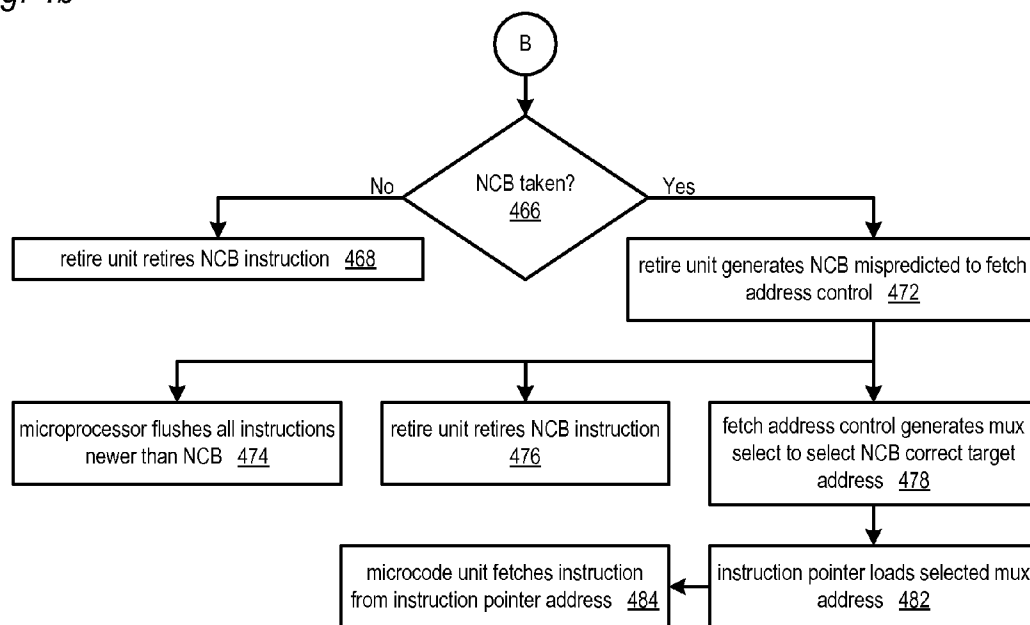 B
NCB taken?
466
No
Yes
retire unit retires NCB instruction 468
retire unit generates NCB mispredicted to fetch
address control 472
microprocessor flushes all instructions
newer than NCB 474
retire unit retires NCB instruction
476
fetch address control generates mux
select to select NCB correct target
address 478
microcode unit fetches instruction
from instruction pointer address 484
instruction pointer loads selected mux
address 482